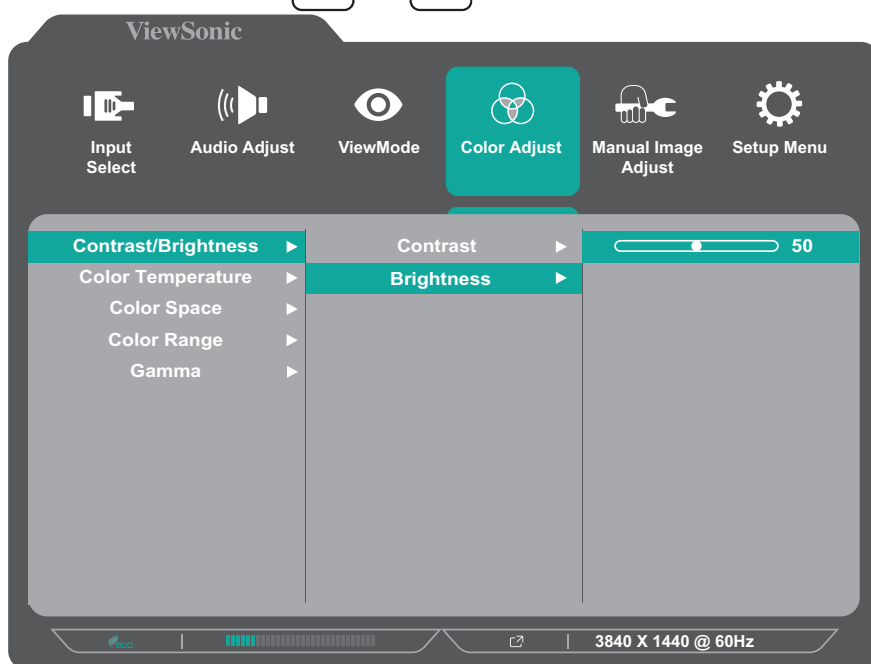 ViewSonic
Input Select
Audio Adjust
ViewMode
Color Adjust
Manual Image Adjust
Setup Menu
Contrast/Brightness
Contrast
50
Color Temperature
Brightness
Color Space
Color Range
Gamma
eco
3840 X 1440 @ 60Hz